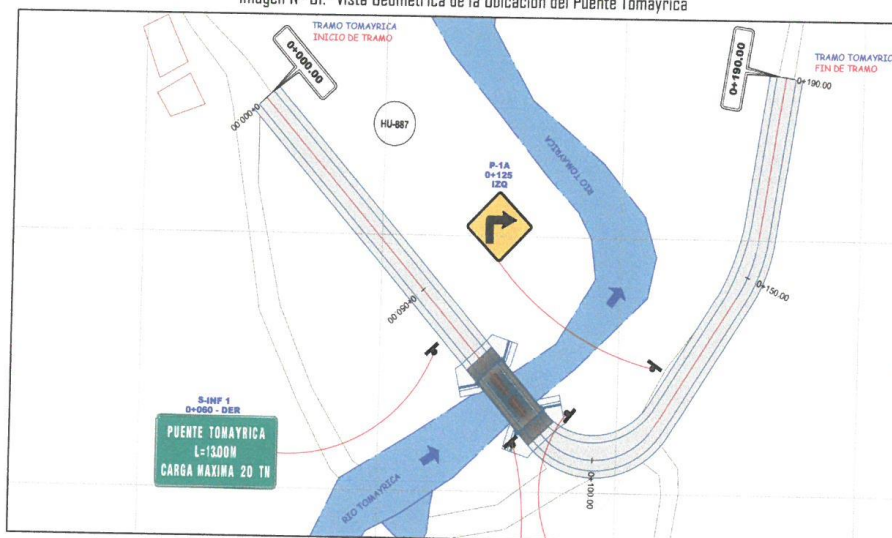 Imagen N° 01: Vista Geométrica de la Ubicación del Puente Tomayrica
TRAMO TOMAYRICA
INICIO DE TRAMO
0+000.00
0+000.00
HU-887
0+190.00
TRAMO TOMAYRIC
FIN DE TRAMO
0+190.00
P-1A
0+125
IZQ
RIO TOMAYRICA
0+050.00
0+150.00
S-INF 1
0+060 - DER
PUENTE TOMAYRICA
L=13.00M
CARGA MAXIMA 20 TN
RIO TOMAYRICA
0+100.00